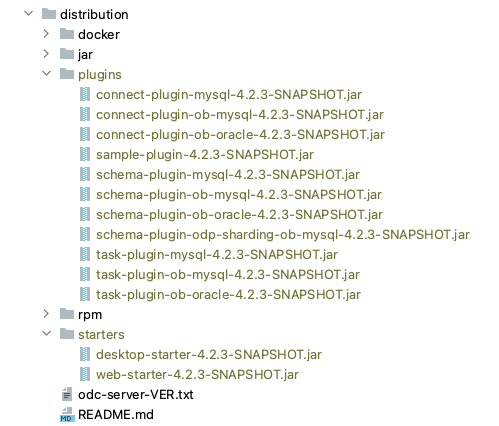 distribution
docker
jar
plugins
connect-plugin-mysql-4.2.3-SNAPSHOT.jar
connect-plugin-ob-mysql-4.2.3-SNAPSHOT.jar
connect-plugin-ob-oracle-4.2.3-SNAPSHOT.jar
sample-plugin-4.2.3-SNAPSHOT.jar
schema-plugin-mysql-4.2.3-SNAPSHOT.jar
schema-plugin-ob-mysql-4.2.3-SNAPSHOT.jar
schema-plugin-ob-oracle-4.2.3-SNAPSHOT.jar
schema-plugin-odp-sharding-ob-mysql-4.2.3-SNAPSHOT.jar
task-plugin-mysql-4.2.3-SNAPSHOT.jar
task-plugin-ob-mysql-4.2.3-SNAPSHOT.jar
task-plugin-ob-oracle-4.2.3-SNAPSHOT.jar
rpm
starters
desktop-starter-4.2.3-SNAPSHOT.jar
web-starter-4.2.3-SNAPSHOT.jar
odc-server-VER.txt
MD README.md